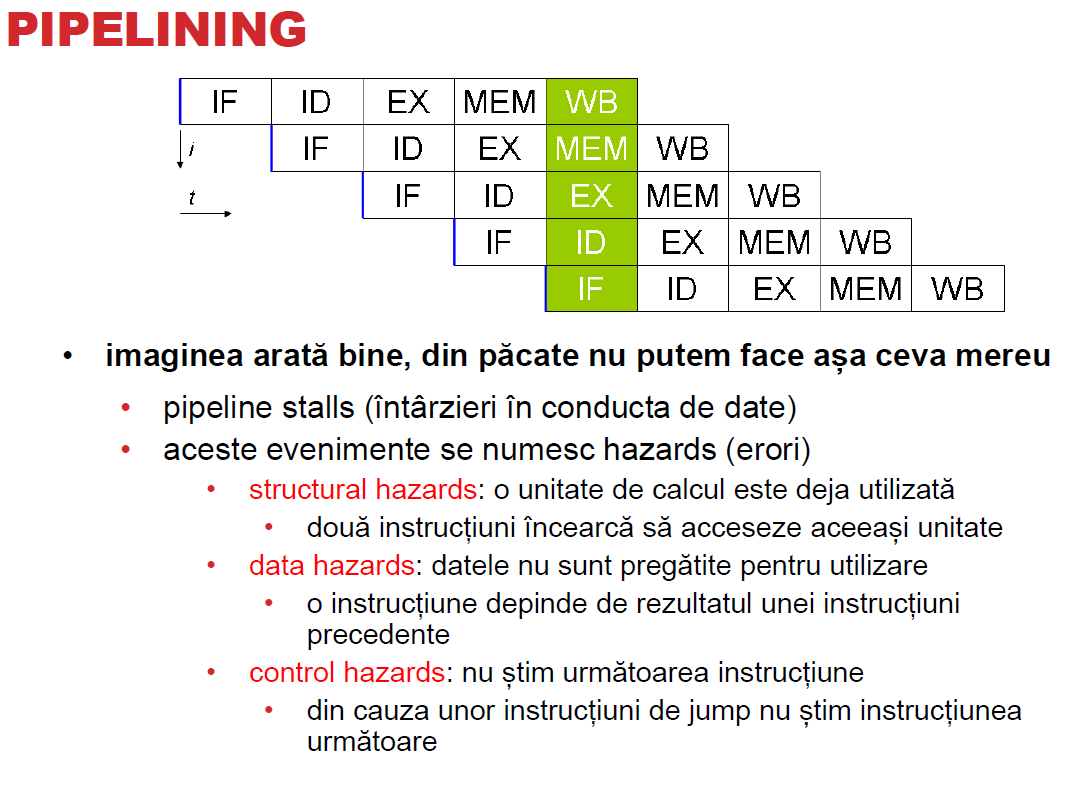 PIPELINING
IF ID EX MEM WB
i IF ID EX MEM WB
t IF ID EX MEM WB
IF ID EX MEM WB
IF ID EX MEM WB
• imaginea arată bine, din păcate nu putem face așa ceva mereu
• pipeline stalls (întârzieri în conducta de date)
• aceste evenimente se numesc hazards (erori)
• structural hazards: o unitate de calcul este deja utilizată
• două instrucțiuni încearcă să acceseze aceeași unitate
• data hazards: datele nu sunt pregătite pentru utilizare
• o instrucțiune depinde de rezultatul unei instrucțiuni
precedente
• control hazards: nu știm următoarea instrucțiune
• din cauza unor instrucțiuni de jump nu știm instrucțiunea
următoare